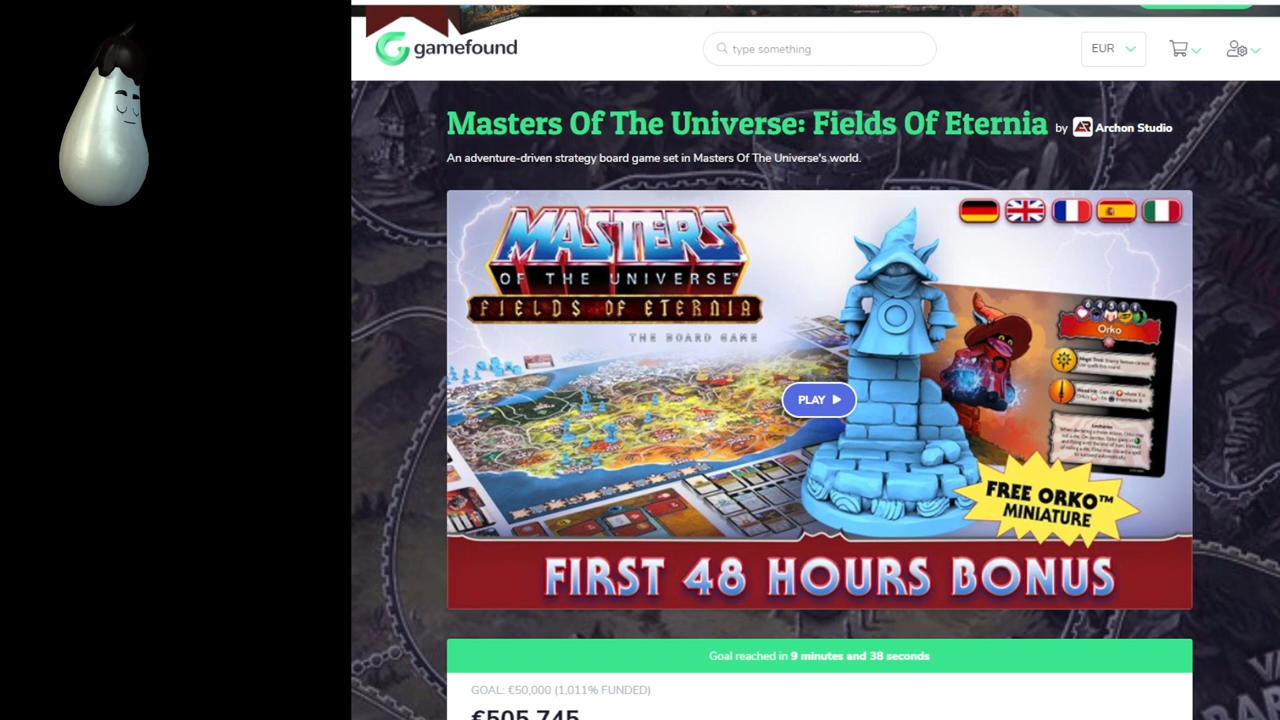 gamefound
type something
EUR
Masters Of The Universe: Fields Of Eternia by Archon Studio
An adventure-driven strategy board game set in Masters Of The Universe's world.
MASTERS
OF THE UNIVERSE™
FIELDS OF ETERNIA
THE BOARD GAME
Orko
PLAY
FREE ORKO™
MINIATURE
FIRST 48 HOURS BONUS
Goal reached in 9 minutes and 38 seconds
GOAL: €50,000 (1,011% FUNDED)
€505,745